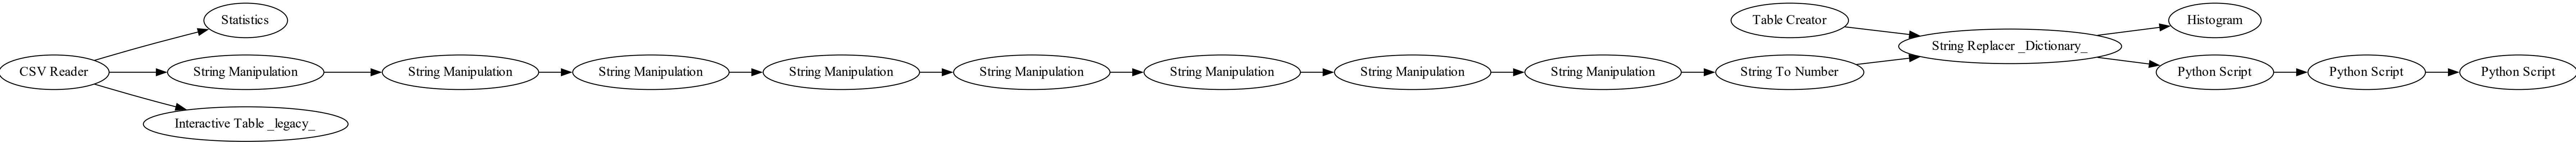 Statistics
Table Creator
Histogram
String Replacer _Dictionary_
CSV Reader
String Manipulation
String Manipulation
String Manipulation
String Manipulation
String Manipulation
String Manipulation
String Manipulation
String Manipulation
String To Number
Python Script
Python Script
Python Script
Interactive Table _legacy_